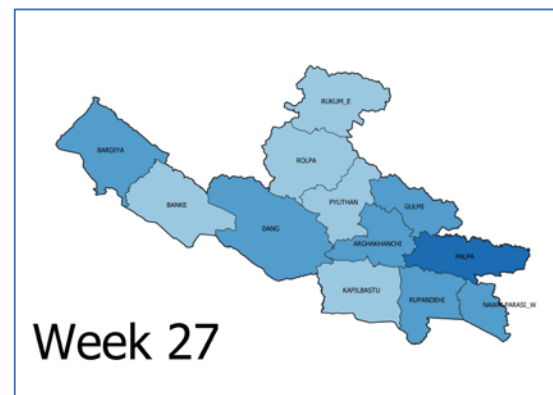 RUKUM_E
ROLPA
BARDIYA
BANKE
PYUTHAN
GULMI
DANG
ARGHAKHANCHI
PALPA
KAPILBASTU
RUPANDEHI
NAWALPARASI_W
Week 27